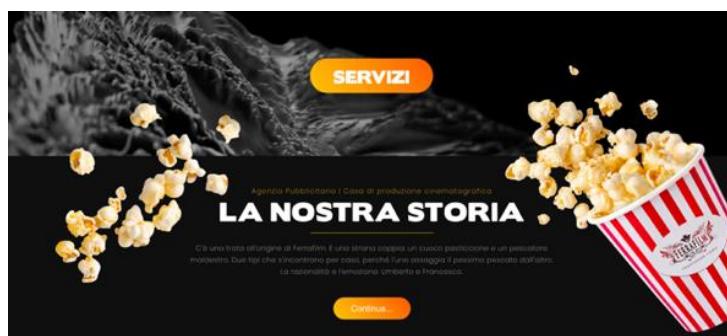 SERVIZI
Agenzia Pubblicitaria | Casa di produzione cinematografica
LA NOSTRA STORIA
C'è una trota all'origine di Ferrafilm. E una strana coppia: un cuoco pasticcione e un pescatore
maldestro. Due tipi che s'incontrano per caso, perché l'uno assaggia il pessimo pescato dell'altro.
La razionalità e l'emozione: Umberto e Francesco.
Continua...
FERRAFILM